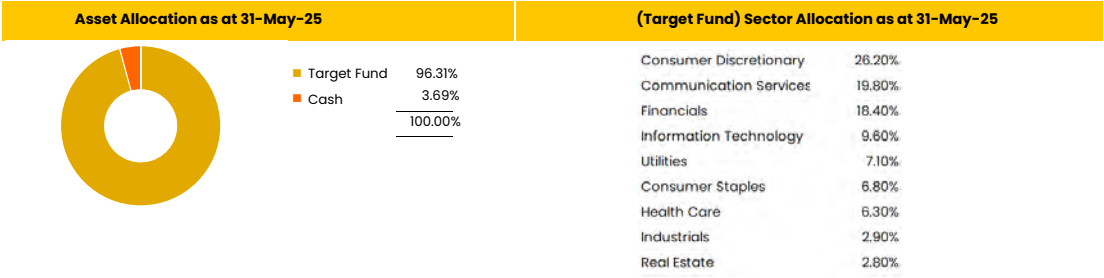 Asset Allocation as at 31-May-25
Target Fund 96.31%
Cash 3.69%
100.00%
(Target Fund) Sector Allocation as at 31-May-25
Consumer Discretionary 26.20%
Communication Services 19.80%
Financials 18.40%
Information Technology 9.60%
Utilities 7.10%
Consumer Staples 6.80%
Health Care 6.30%
Industrials 2.90%
Real Estate 2.80%